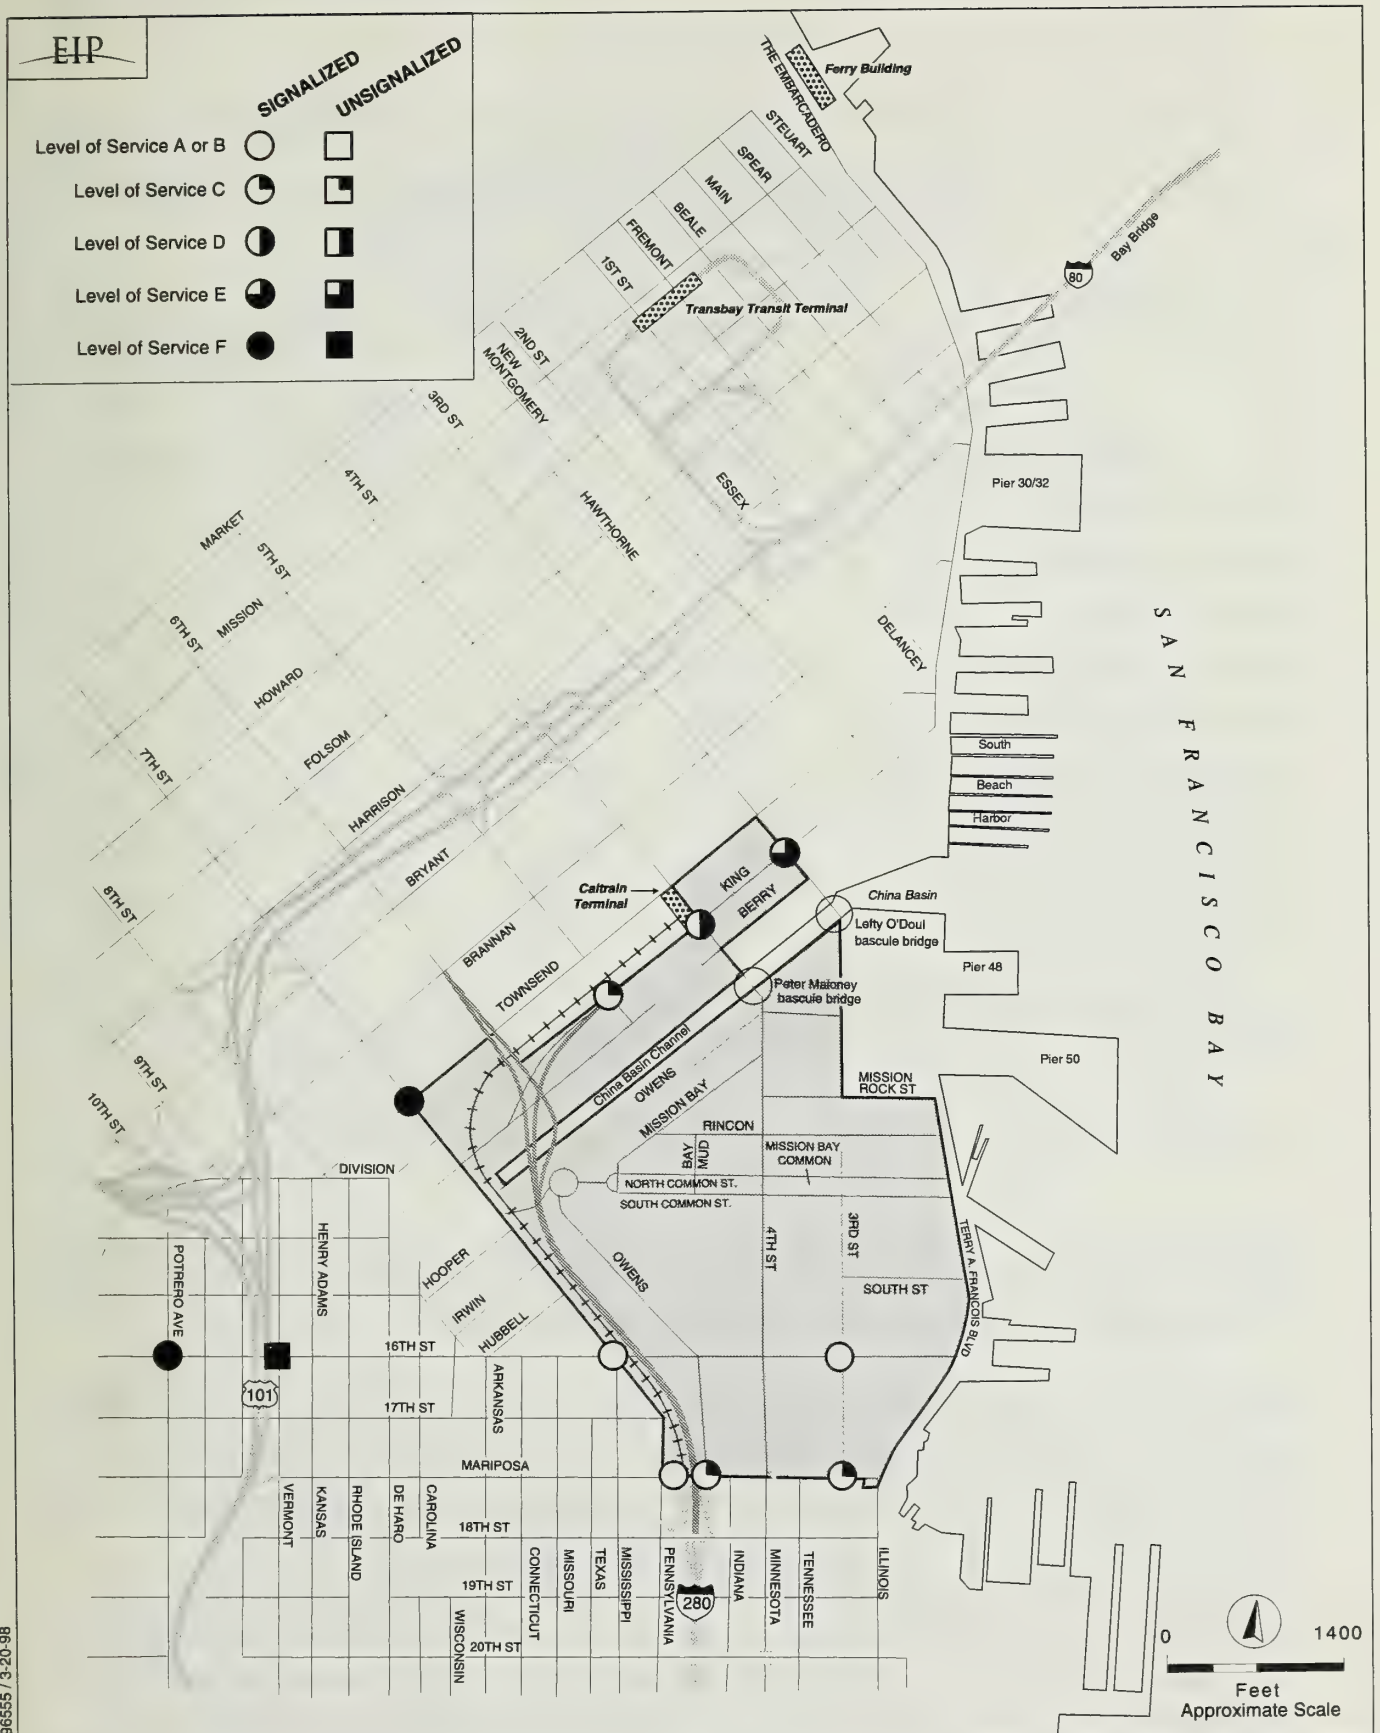 EIP
SIGNALIZED
UNSIGNALIZED
Level of Service A or B
Level of Service C
Level of Service D
Level of Service E
Level of Service F
Ferry Building
THE EMBARCADERO
STEUART
SPEAR
MAIN
BEALE
FREMONT
1ST ST
Bay Bridge
80
Transbay Transit Terminal
2ND ST
NEW
MONTGOMERY
3RD ST
4TH ST
ESSEX
HAWTHORNE
Pier 30/32
MARKET
5TH ST
MISSION
6TH ST
HOWARD
DELANCEY
SAN FRANCISCO BAY
FOLSOM
7TH ST
HARRISON
South
Beach
Harbor
BRYANT
8TH ST
Caltrain
Terminal
KING
BERRY
China Basin
Lefty O'Doul
bascule bridge
BRANNAN
TOWNSEND
Pier 48
Peter Maloney
bascule bridge
China Basin Channel
OWENS
MISSION BAY
Pier 50
9TH ST
10TH ST
MISSION
ROCK ST
RINCON
MUD
BAY
MISSION BAY
COMMON
DIVISION
NORTH COMMON ST.
SOUTH COMMON ST.
4TH ST
3RD ST
TERRY A. FRANCOIS BLVD
POTRERO AVE
HENRY ADAMS
HOOPER
OWENS
IRWIN
HUBBELL
SOUTH ST
16TH ST
101
17TH ST
ARKANSAS
MARIPOSA
VERMONT
KANSAS
RHODE ISLAND
DE HARO
CAROLINA
18TH ST
CONNECTICUT
MISSOURI
TEXAS
MISSISSIPPI
PENNSYLVANIA
INDIANA
MINNESOTA
TENNESSEE
ILLINOIS
19TH ST
280
WISCONSIN
20TH ST
0 1400
Feet
Approximate Scale
96555 / 3-20-98